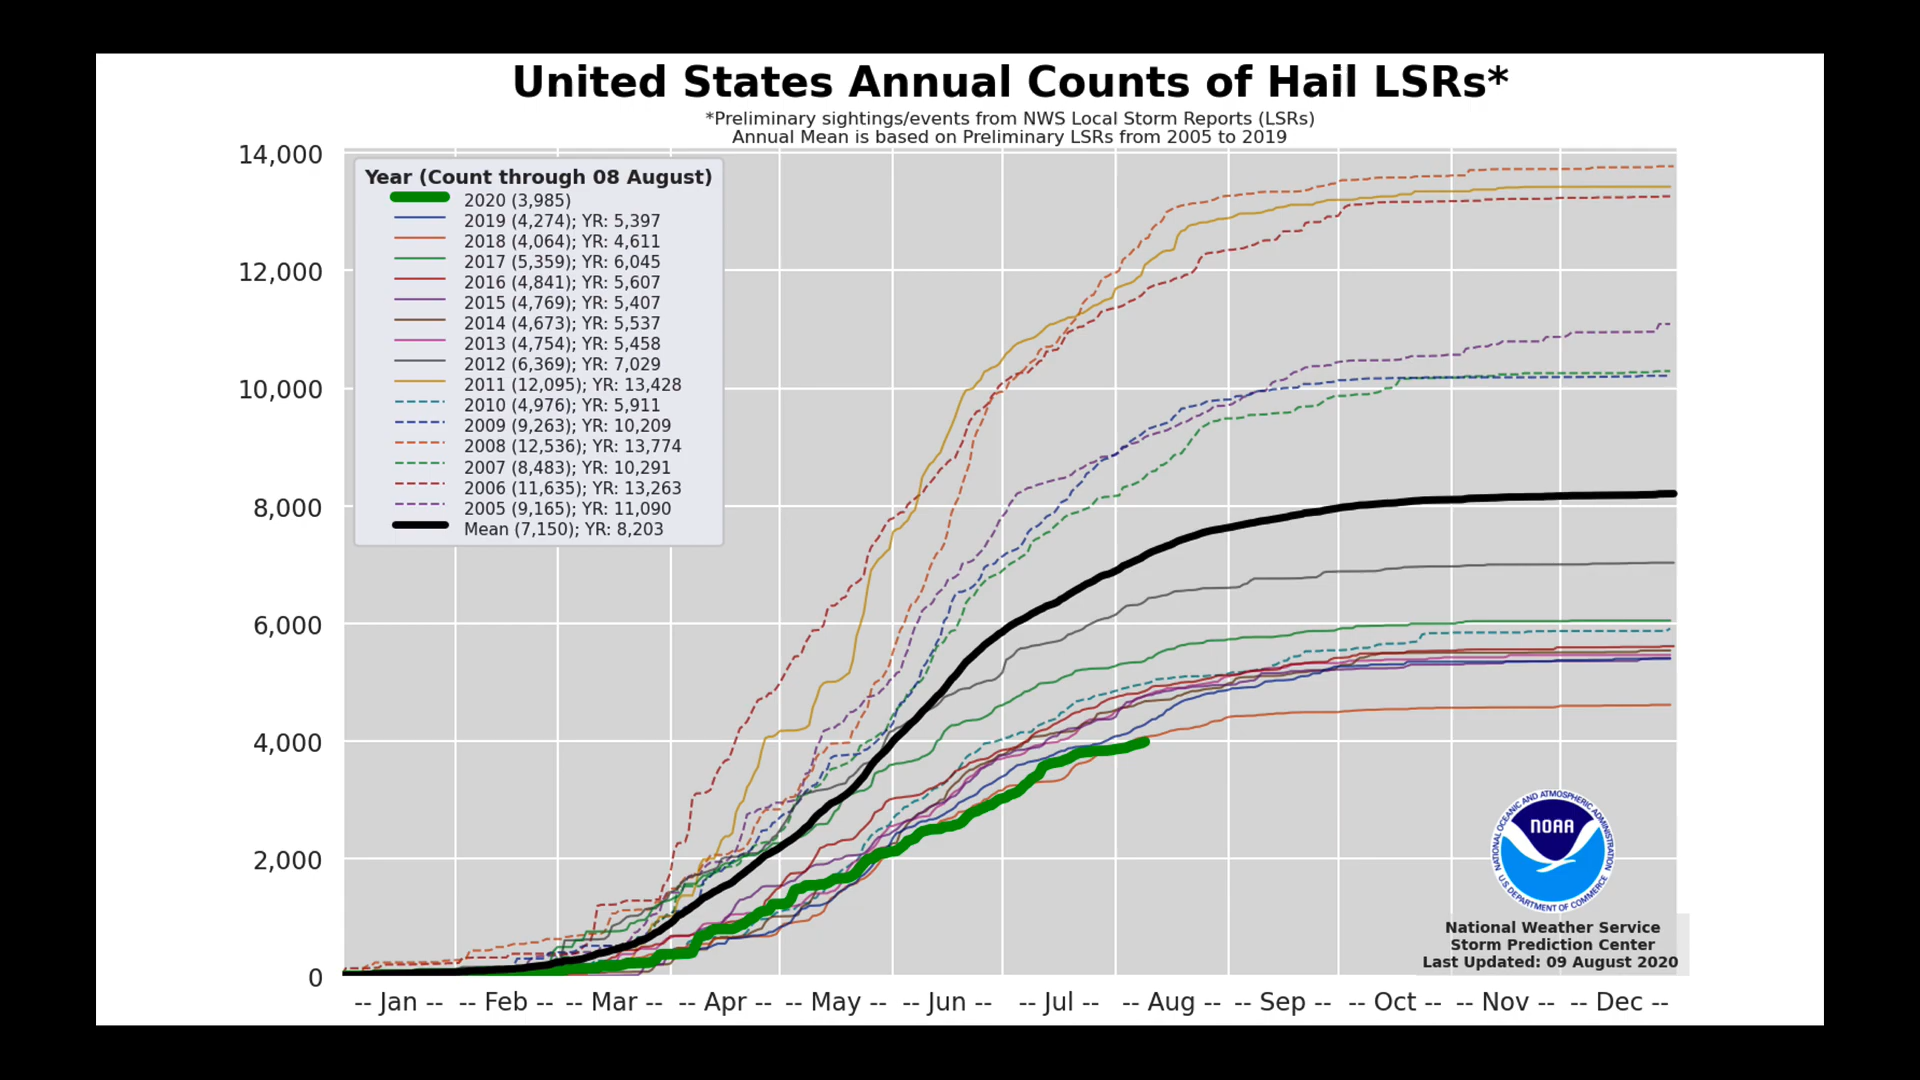 United States Annual Counts of Hail LSRs*
*Preliminary sightings/events from NWS Local Storm Reports (LSRs)
Annual Mean is based on Preliminary LSRs from 2005 to 2019
14,000
12,000
10,000
8,000
6,000
4,000
2,000
0
Year (Count through 08 August)
2020 (3,985)
2019 (4,274); YR: 5,397
2018 (4,064); YR: 4,611
2017 (5,359); YR: 6,045
2016 (4,841); YR: 5,607
2015 (4,769); YR: 5,407
2014 (4,673); YR: 5,537
2013 (4,754); YR: 5,458
2012 (6,369); YR: 7,029
2011 (12,095); YR: 13,428
2010 (4,976); YR: 5,911
2009 (9,263); YR: 10,209
2008 (12,536); YR: 13,774
2007 (8,483); YR: 10,291
2006 (11,635); YR: 13,263
2005 (9,165); YR: 11,090
Mean (7,150); YR: 8,203
NATIONAL OCEANIC AND ATMOSPHERIC ADMINISTRATION
NOAA
U.S. DEPARTMENT OF COMMERCE
National Weather Service
Storm Prediction Center
Last Updated: 09 August 2020
-- Jan -- -- Feb -- -- Mar -- -- Apr -- -- May -- -- Jun -- -- Jul -- -- Aug -- -- Sep -- -- Oct -- -- Nov -- -- Dec --